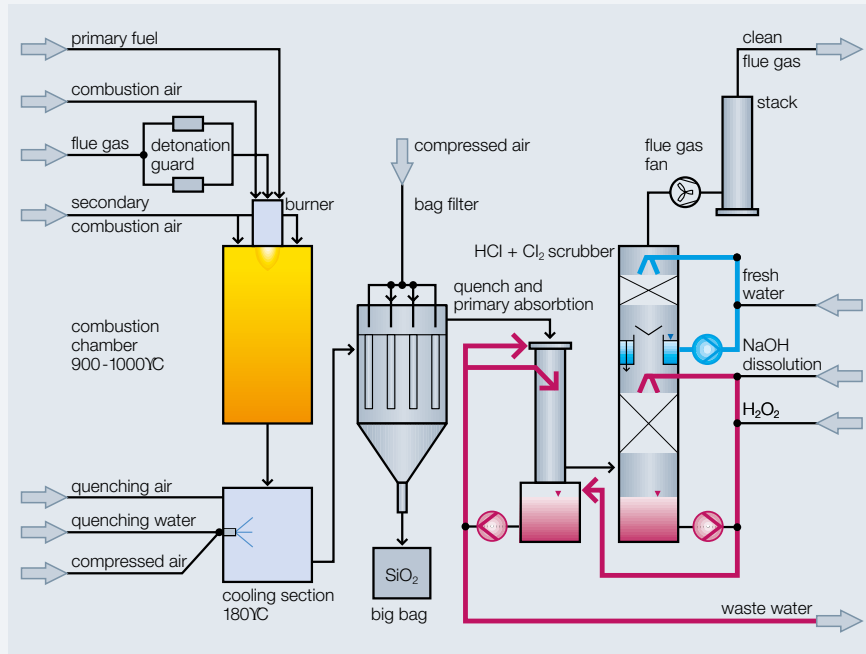 primary fuel
combustion air
flue gas
detonation
guard
secondary
combustion air
burner
combustion
chamber
900-1000YC
quenching air
quenching water
compressed air
cooling section
180YC
compressed air
bag filter
SiO₂
big bag
quench and
primary absorbtion
HCl + Cl₂ scrubber
flue gas
fan
clean
flue gas
stack
fresh
water
NaOH
dissolution
H₂O₂
waste water